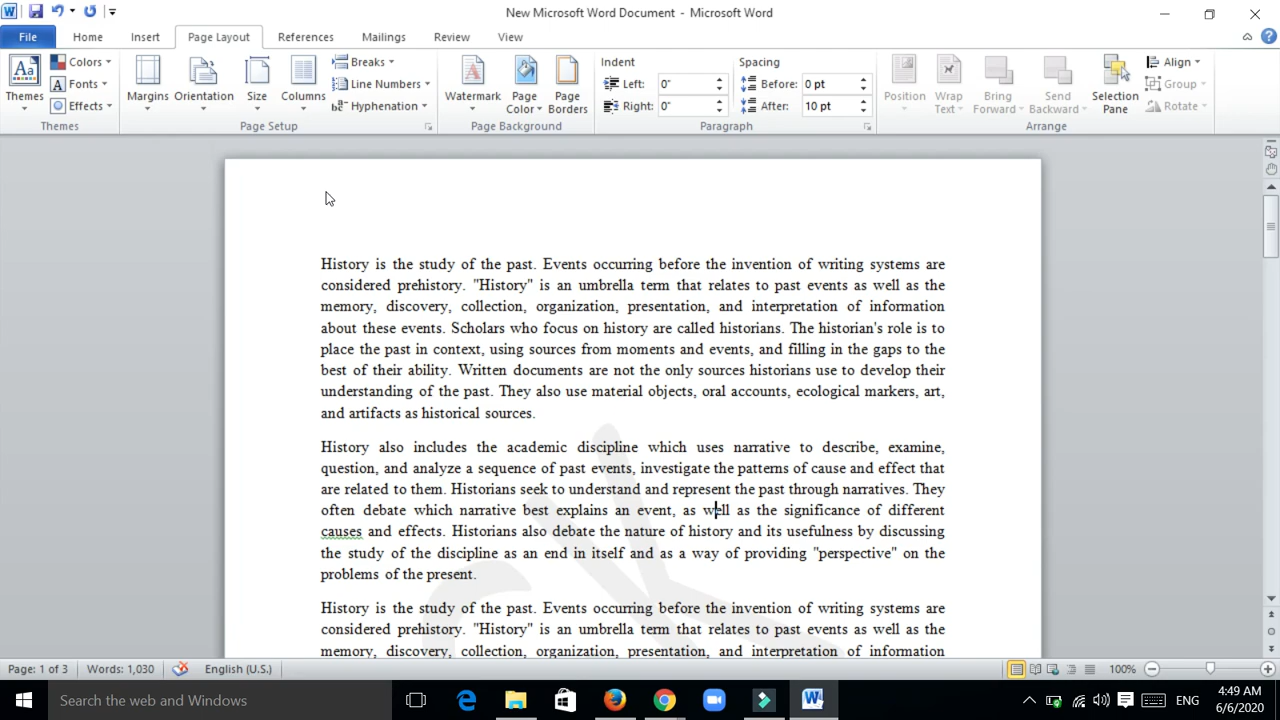 New Microsoft Word Document - Microsoft Word
File Home Insert Page Layout References Mailings Review View
Themes Colors Fonts Effects
Margins Orientation Size Columns Breaks Line Numbers Hyphenation
Watermark Page Color Page Borders
Indent Spacing
Left: 0" Before: 0 pt
Right: 0" After: 10 pt
Position Wrap Text Bring Forward Send Backward Selection Pane Align Group Rotate
Themes Page Setup Page Background Paragraph Arrange
History is the study of the past. Events occurring before the invention of writing systems are
considered prehistory. "History" is an umbrella term that relates to past events as well as the
memory, discovery, collection, organization, presentation, and interpretation of information
about these events. Scholars who focus on history are called historians. The historian's role is to
place the past in context, using sources from moments and events, and filling in the gaps to the
best of their ability. Written documents are not the only sources historians use to develop their
understanding of the past. They also use material objects, oral accounts, ecological markers, art,
and artifacts as historical sources.
History also includes the academic discipline which uses narrative to describe, examine,
question, and analyze a sequence of past events, investigate the patterns of cause and effect that
are related to them. Historians seek to understand and represent the past through narratives. They
often debate which narrative best explains an event, as well as the significance of different
causes and effects. Historians also debate the nature of history and its usefulness by discussing
the study of the discipline as an end in itself and as a way of providing "perspective" on the
problems of the present.
History is the study of the past. Events occurring before the invention of writing systems are
considered prehistory. "History" is an umbrella term that relates to past events as well as the
memory, discovery, collection, organization, presentation, and interpretation of information
Page: 1 of 3 Words: 1,030 English (U.S.) 100%
Search the web and Windows ENG 4:49 AM
6/6/2020